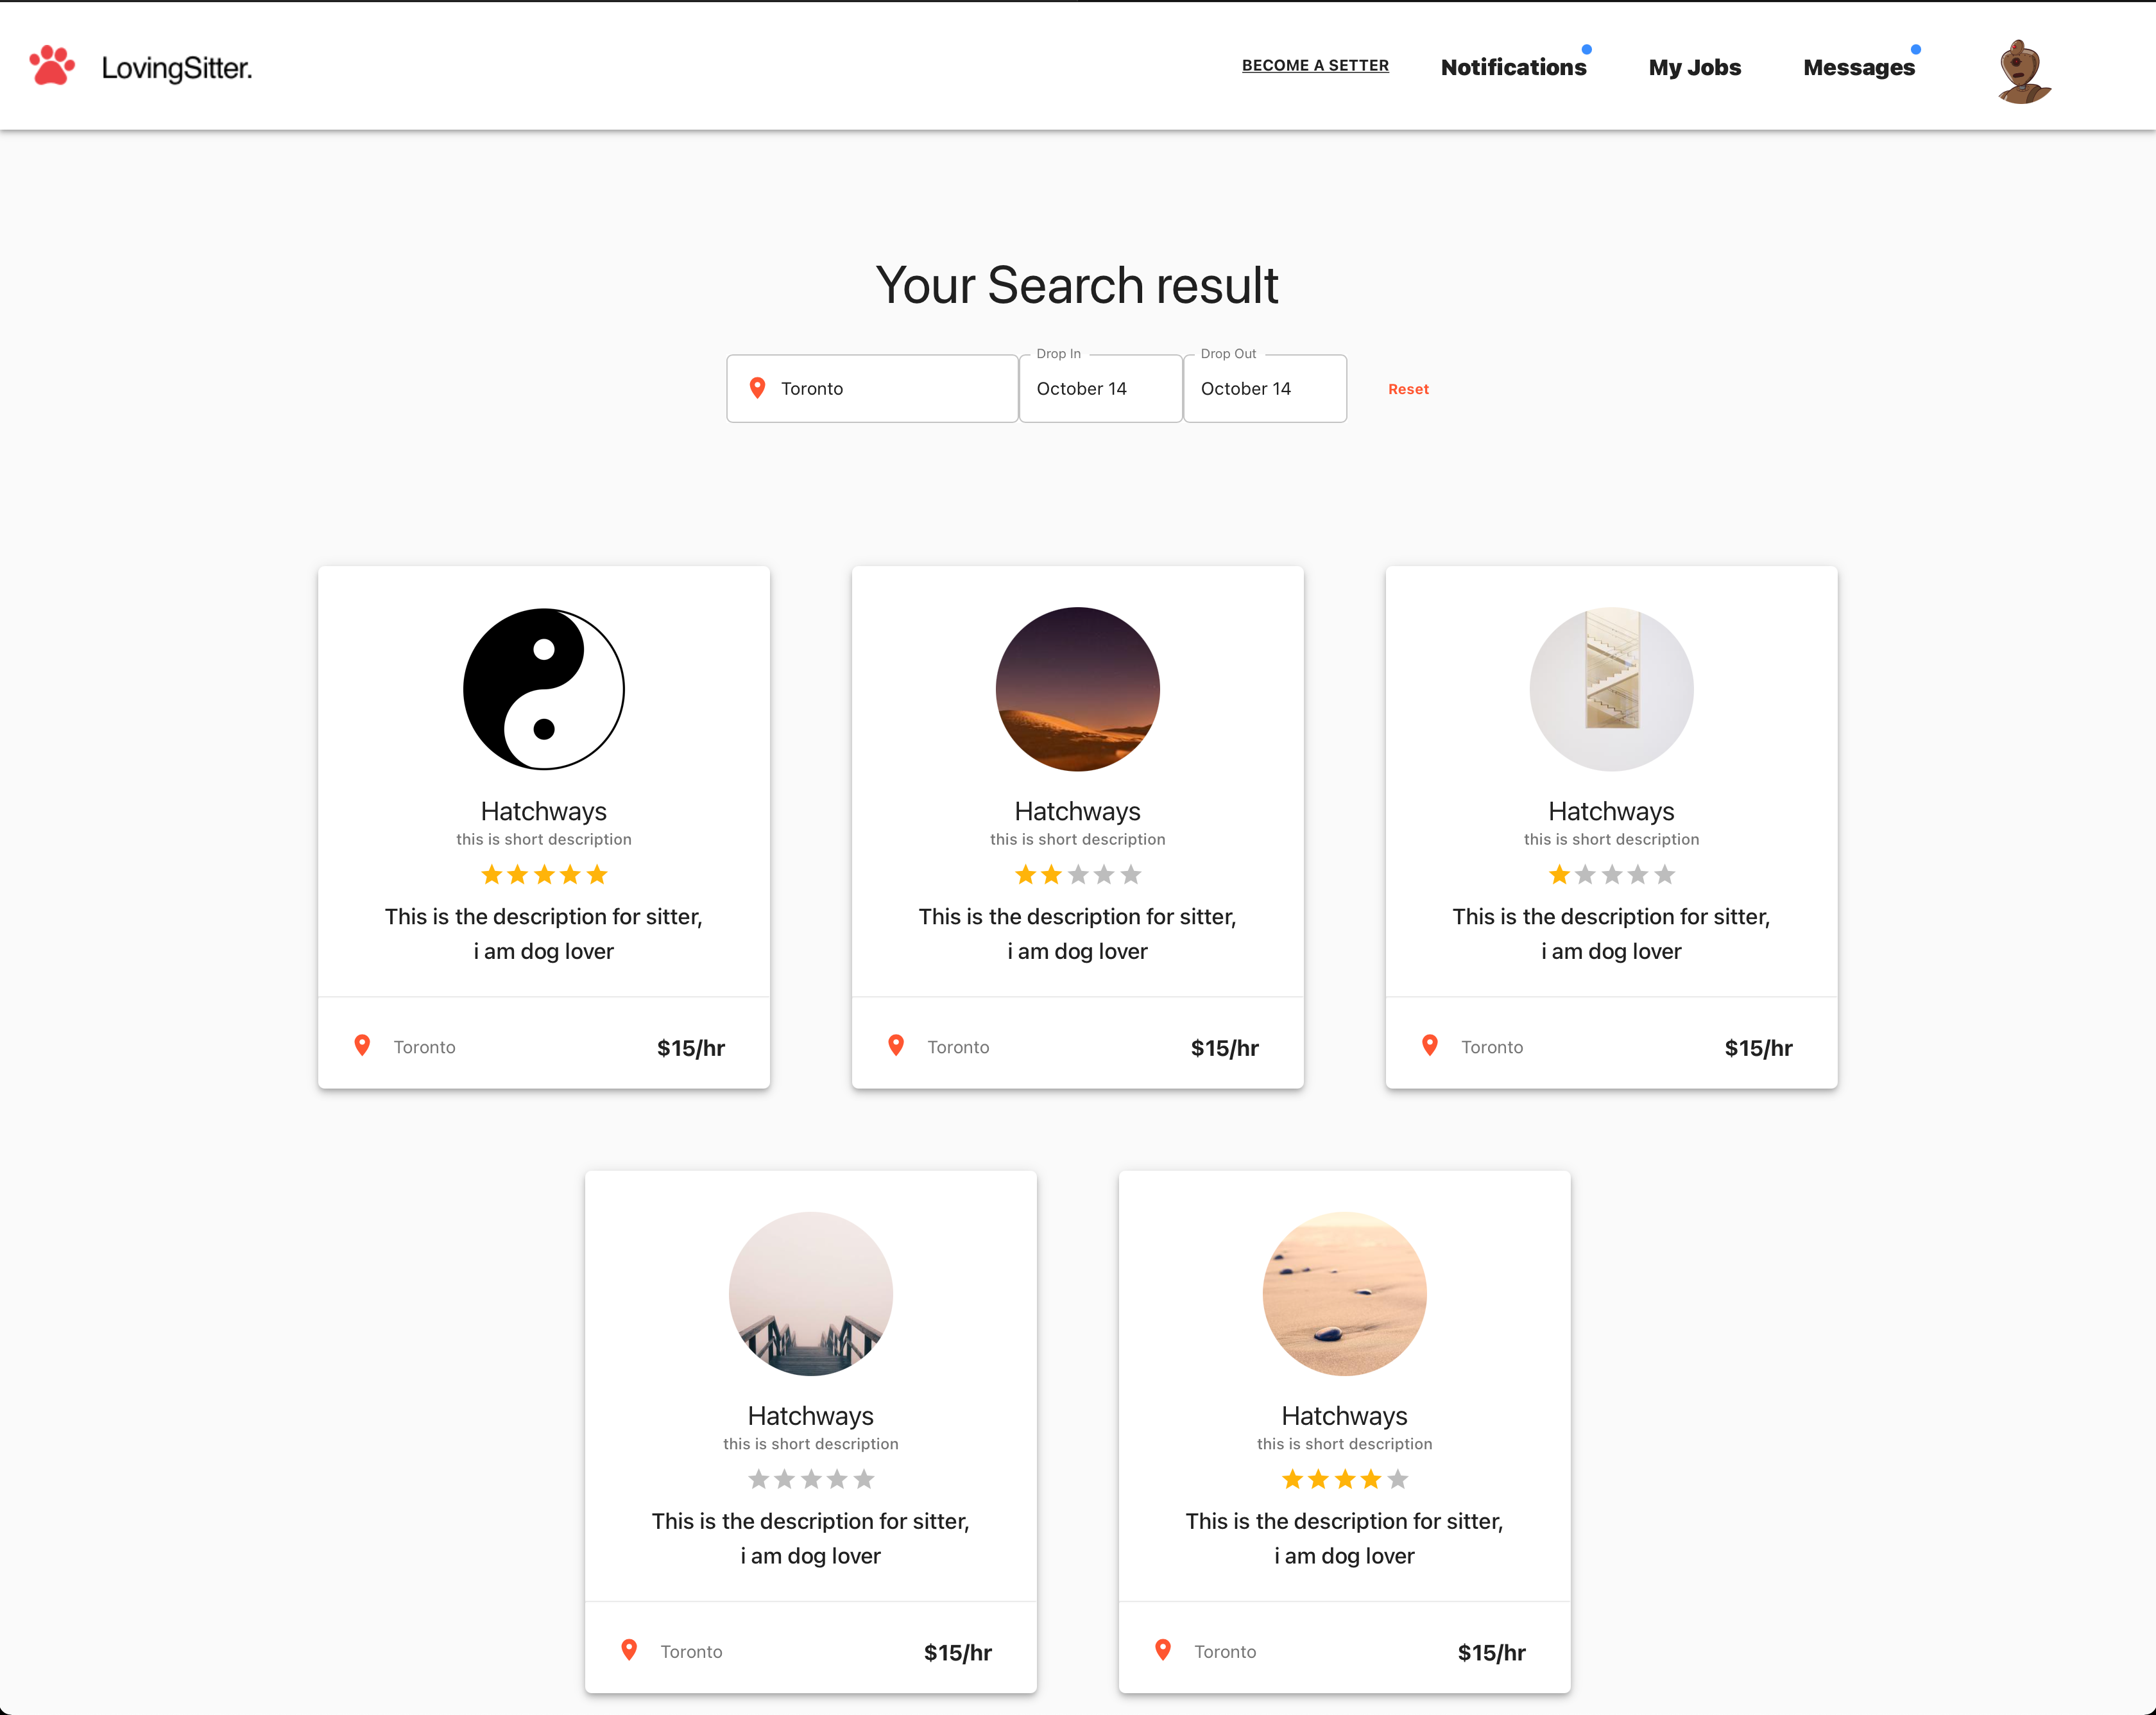 LovingSitter.
BECOME A SETTER
Notifications
My Jobs
Messages
Your Search result
Toronto
Drop In
October 14
Drop Out
October 14
Reset
Hatchways
this is short description
This is the description for sitter,
i am dog lover
Toronto
$15/hr
Hatchways
this is short description
This is the description for sitter,
i am dog lover
Toronto
$15/hr
Hatchways
this is short description
This is the description for sitter,
i am dog lover
Toronto
$15/hr
Hatchways
this is short description
This is the description for sitter,
i am dog lover
Toronto
$15/hr
Hatchways
this is short description
This is the description for sitter,
i am dog lover
Toronto
$15/hr